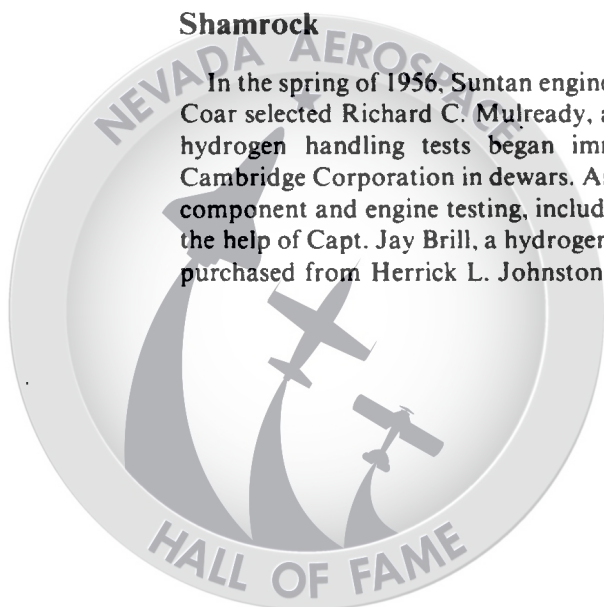 Shamrock
NEVADA AEROSPACE
In the spring of 1956, Suntan engine
Coar selected Richard C. Mulready, a
hydrogen handling tests began imm
Cambridge Corporation in dewars. As
component and engine testing, includ
the help of Capt. Jay Brill, a hydrogen
purchased from Herrick L. Johnston
HALL OF FAME